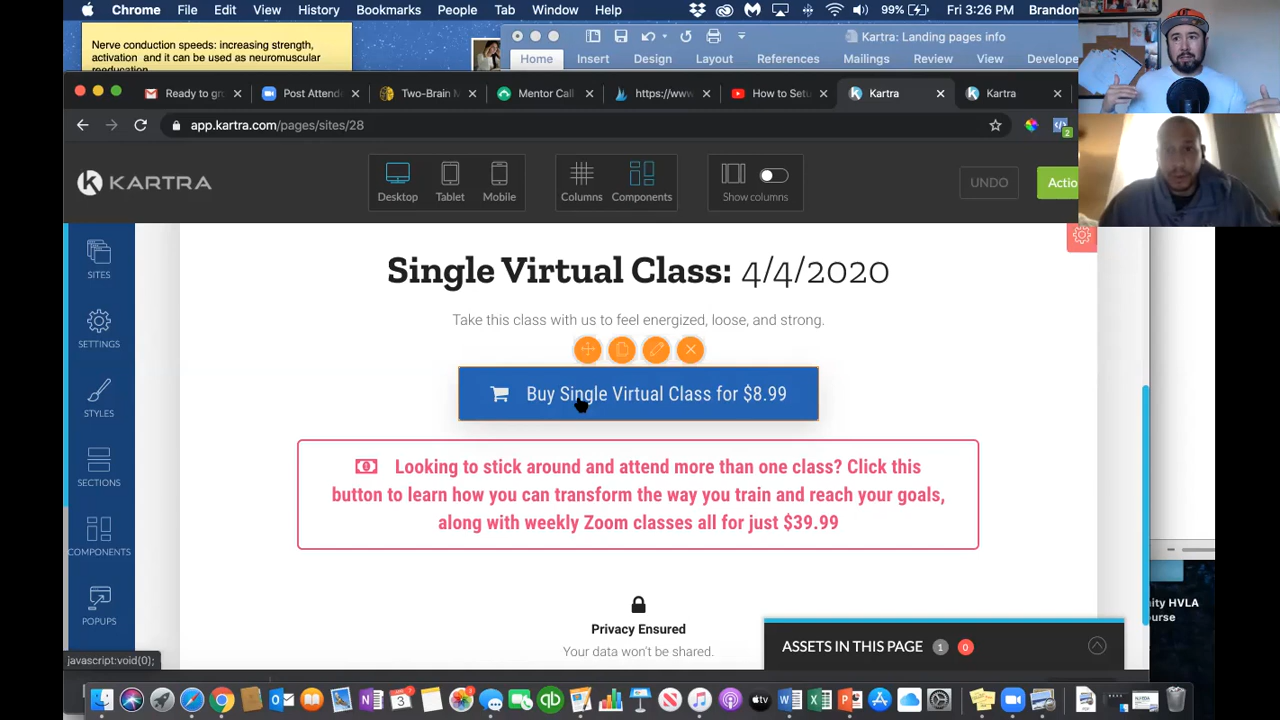 Chrome File Edit View History Bookmarks People Tab Window Help 99% Fri 3:26 PM Brandon
Nerve conduction speeds: increasing strength,
activation and it can be used as neuromuscular
reeducation
Kartra: Landing pages info
Home Insert Design Layout References Mailings Review View Develope
Ready to gr Post Attend Two-Brain Mentor Call https://www How to Setu Kartra Kartra
app.kartra.com/pages/sites/28
2
KARTRA
Desktop Tablet Mobile Columns Components Show columns UNDO Actio
SITES
SETTINGS
STYLES
SECTIONS
COMPONENTS
POPUPS
Single Virtual Class: 4/4/2020
Take this class with us to feel energized, loose, and strong.
Buy Single Virtual Class for $8.99
Looking to stick around and attend more than one class? Click this
button to learn how you can transform the way you train and reach your goals,
along with weekly Zoom classes all for just $39.99
Privacy Ensured
Your data won't be shared.
ASSETS IN THIS PAGE 1 0
nity HVLA
ourse
javascript:void(0);